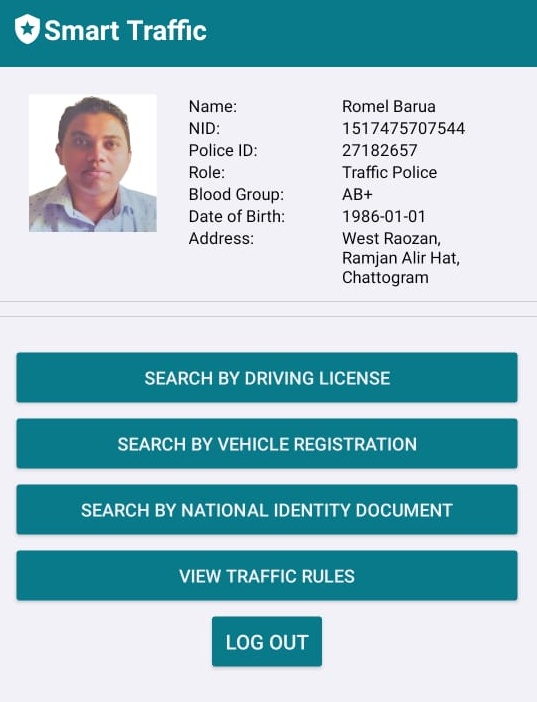 Smart Traffic
Name: Romel Barua
NID: 1517475707544
Police ID: 27182657
Role: Traffic Police
Blood Group: AB+
Date of Birth: 1986-01-01
Address: West Raozan,
Ramjan Alir Hat,
Chattogram
SEARCH BY DRIVING LICENSE
SEARCH BY VEHICLE REGISTRATION
SEARCH BY NATIONAL IDENTITY DOCUMENT
VIEW TRAFFIC RULES
LOG OUT